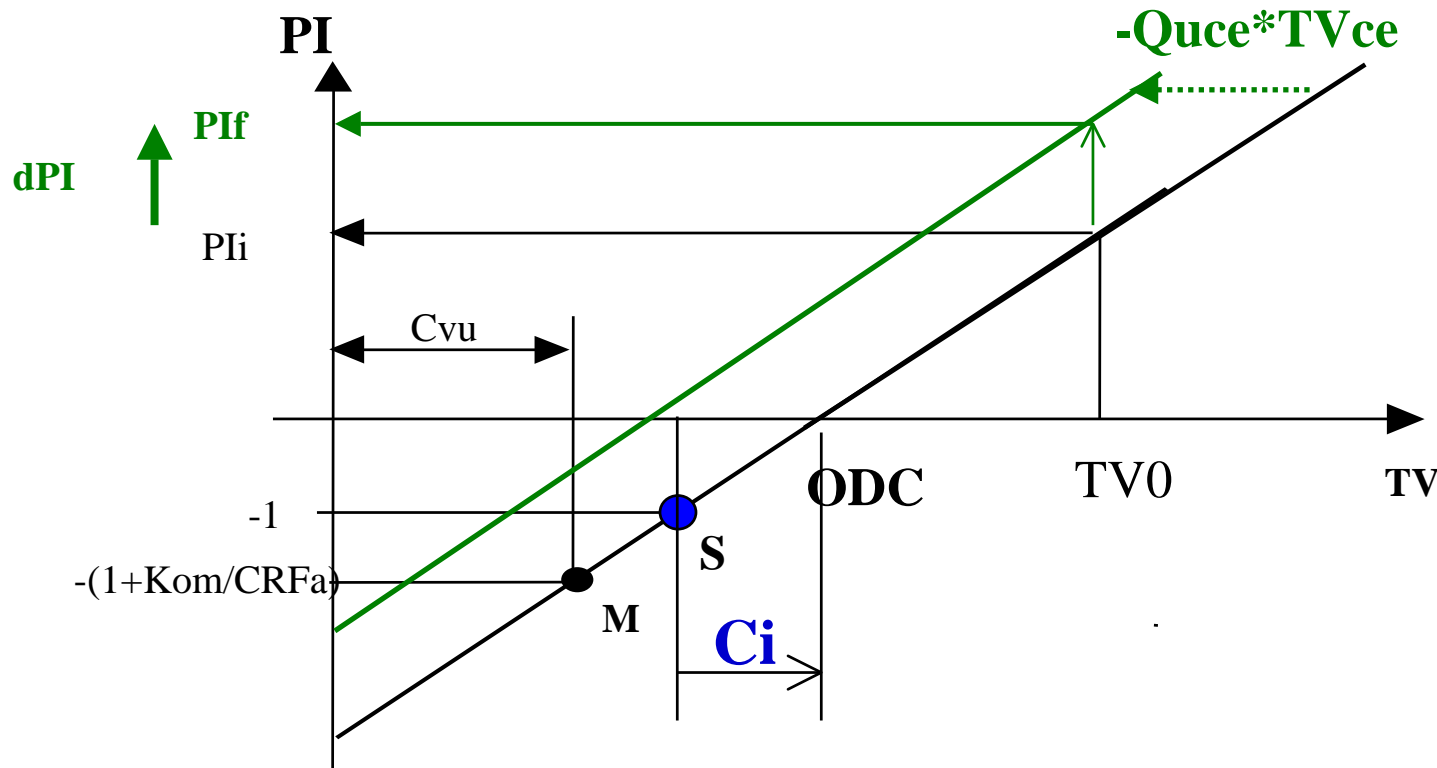 PI
-Quce*TVce
PIf
dPI
PIi
Cvu
ODC
TV0
TV
-1
S
-(1+Kom/CRFa)
M
Ci